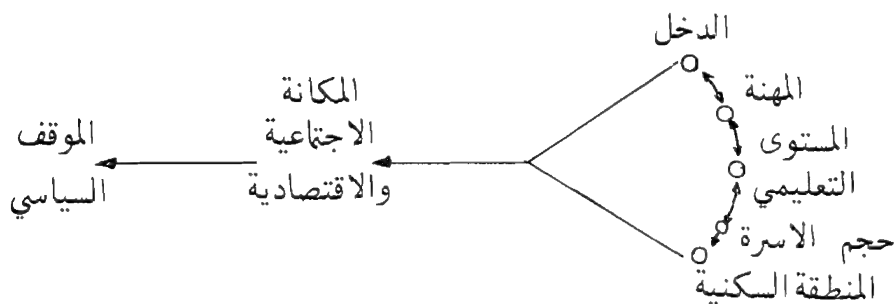 الدخل
المهنة
المستوى
التعليمي
حجم الاسرة
المنطقة السكنية
المكانة
الاجتماعية
والاقتصادية
الموقف
السياسي